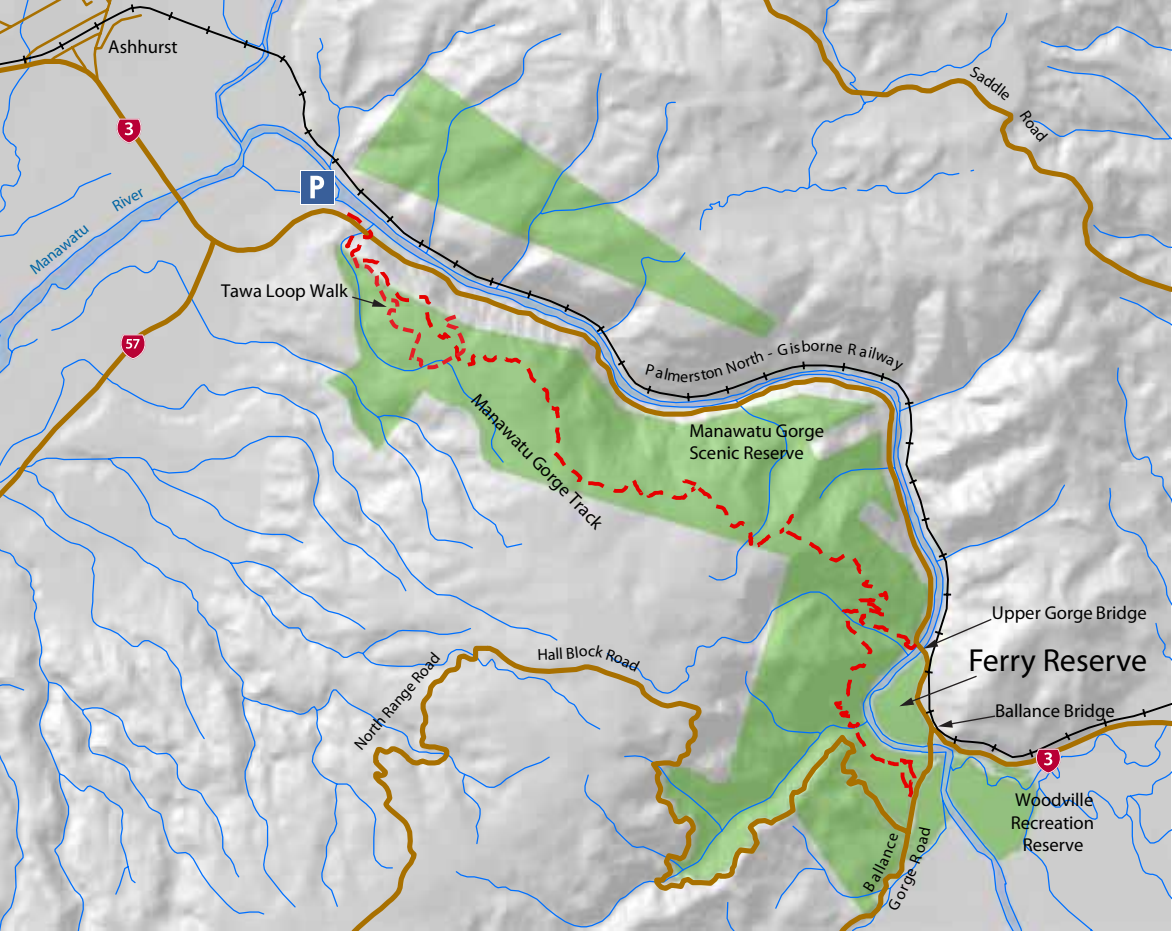 Ashhurst
Saddle
Road
3
P
Manawatu River
Tawa Loop Walk
57
Palmerston North - Gisborne Railway
Manawatu Gorge Track
Manawatu Gorge
Scenic Reserve
Upper Gorge Bridge
Hall Block Road
Ferry Reserve
North Range Road
Ballance Bridge
3
Woodville
Recreation
Reserve
Ballance
Gorge Road